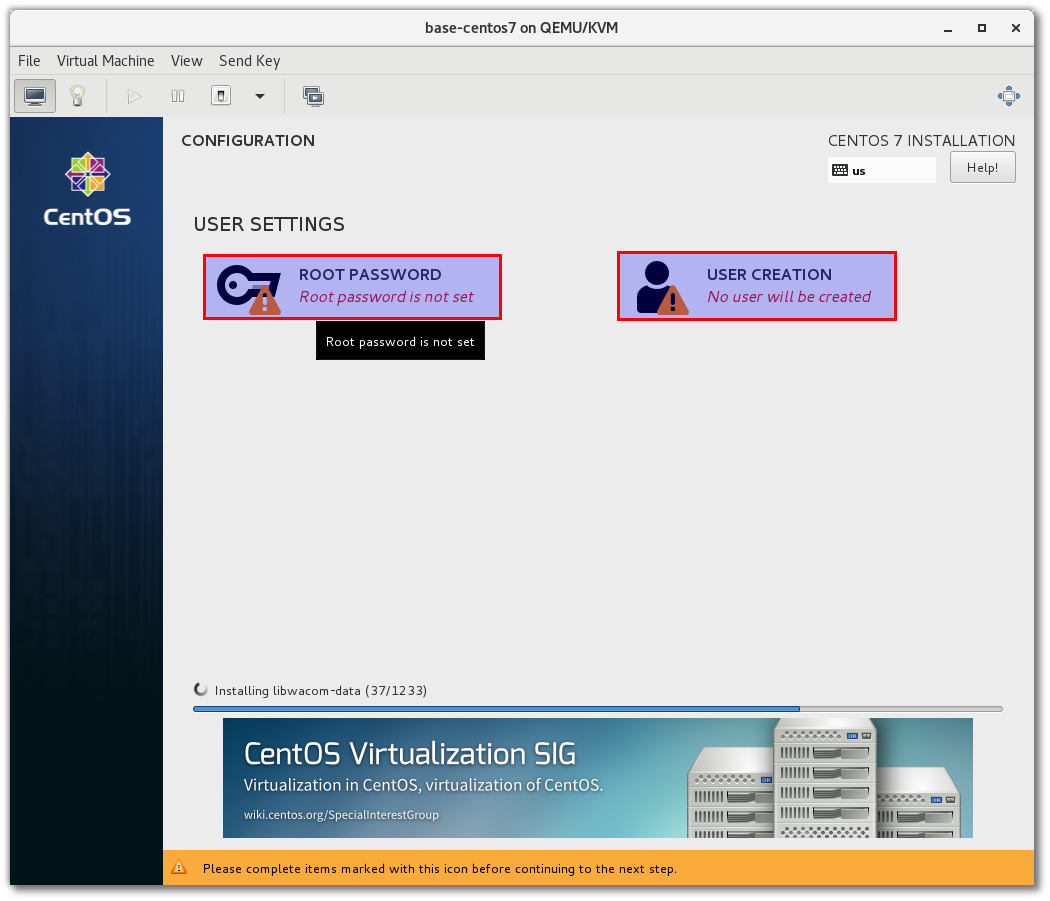 base-centos7 on QEMU/KVM
File Virtual Machine View Send Key
CONFIGURATION
CENTOS 7 INSTALLATION
us
Help!
CentOS
USER SETTINGS
ROOT PASSWORD
Root password is not set
USER CREATION
No user will be created
Root password is not set
Installing libwacom-data (37/1233)
CentOS Virtualization SIG
Virtualization in CentOS, virtualization of CentOS.
wiki.centos.org/SpecialInterestGroup
OK
OK
OK
Please complete items marked with this icon before continuing to the next step.